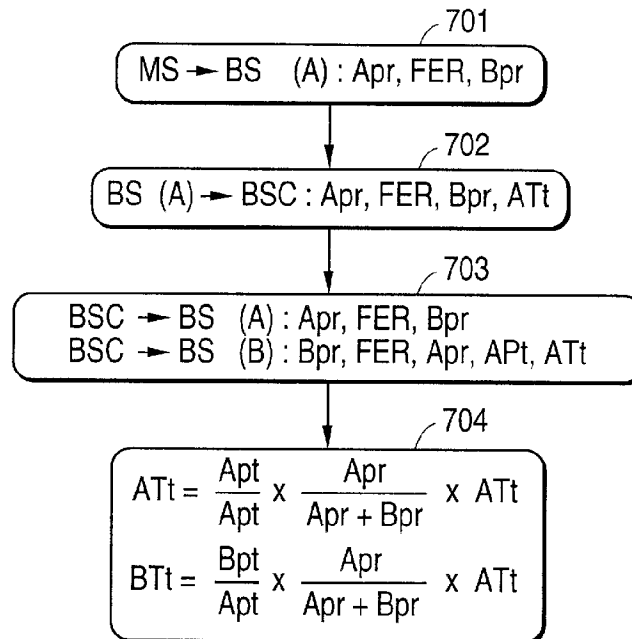 701
MS → BS (A) : Apr, FER, Bpr
702
BS (A) → BSC : Apr, FER, Bpr, ATt
703
BSC → BS (A) : Apr, FER, Bpr
BSC → BS (B) : Bpr, FER, Apr, APt, ATt
704
ATt = Apt/Apt x Apr/(Apr + Bpr) x ATt
BTt = Bpt/Apt x Apr/(Apr + Bpr) x ATt